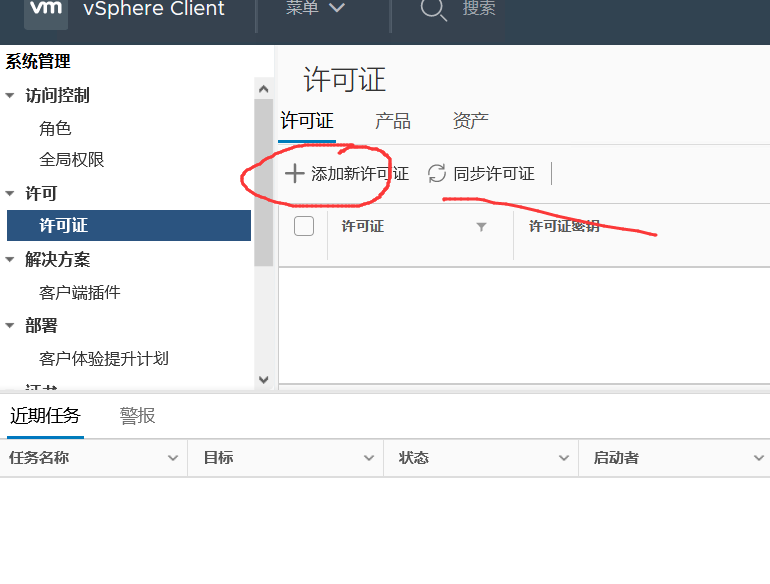 vm vSphere Client 菜单 搜索
系统管理
访问控制
角色
全局权限
许可
许可证
解决方案
客户端插件
部署
客户体验提升计划
证书
许可证
许可证 产品 资产
添加新许可证 同步许可证
许可证 许可证密钥
近期任务 警报
任务名称 目标 状态 启动者